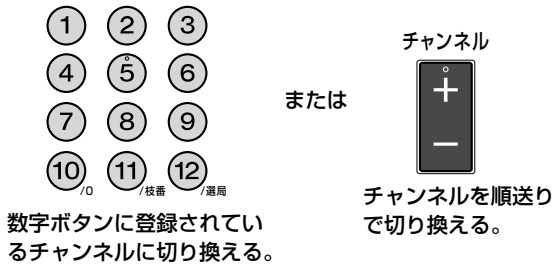 1 2 3
4 5 6
7 8 9
10/0 11/枝番 12/選局
数字ボタンに登録されてい
るチャンネルに切り換える。
または
チャンネル
+
−
チャンネルを順送り
で切り換える。